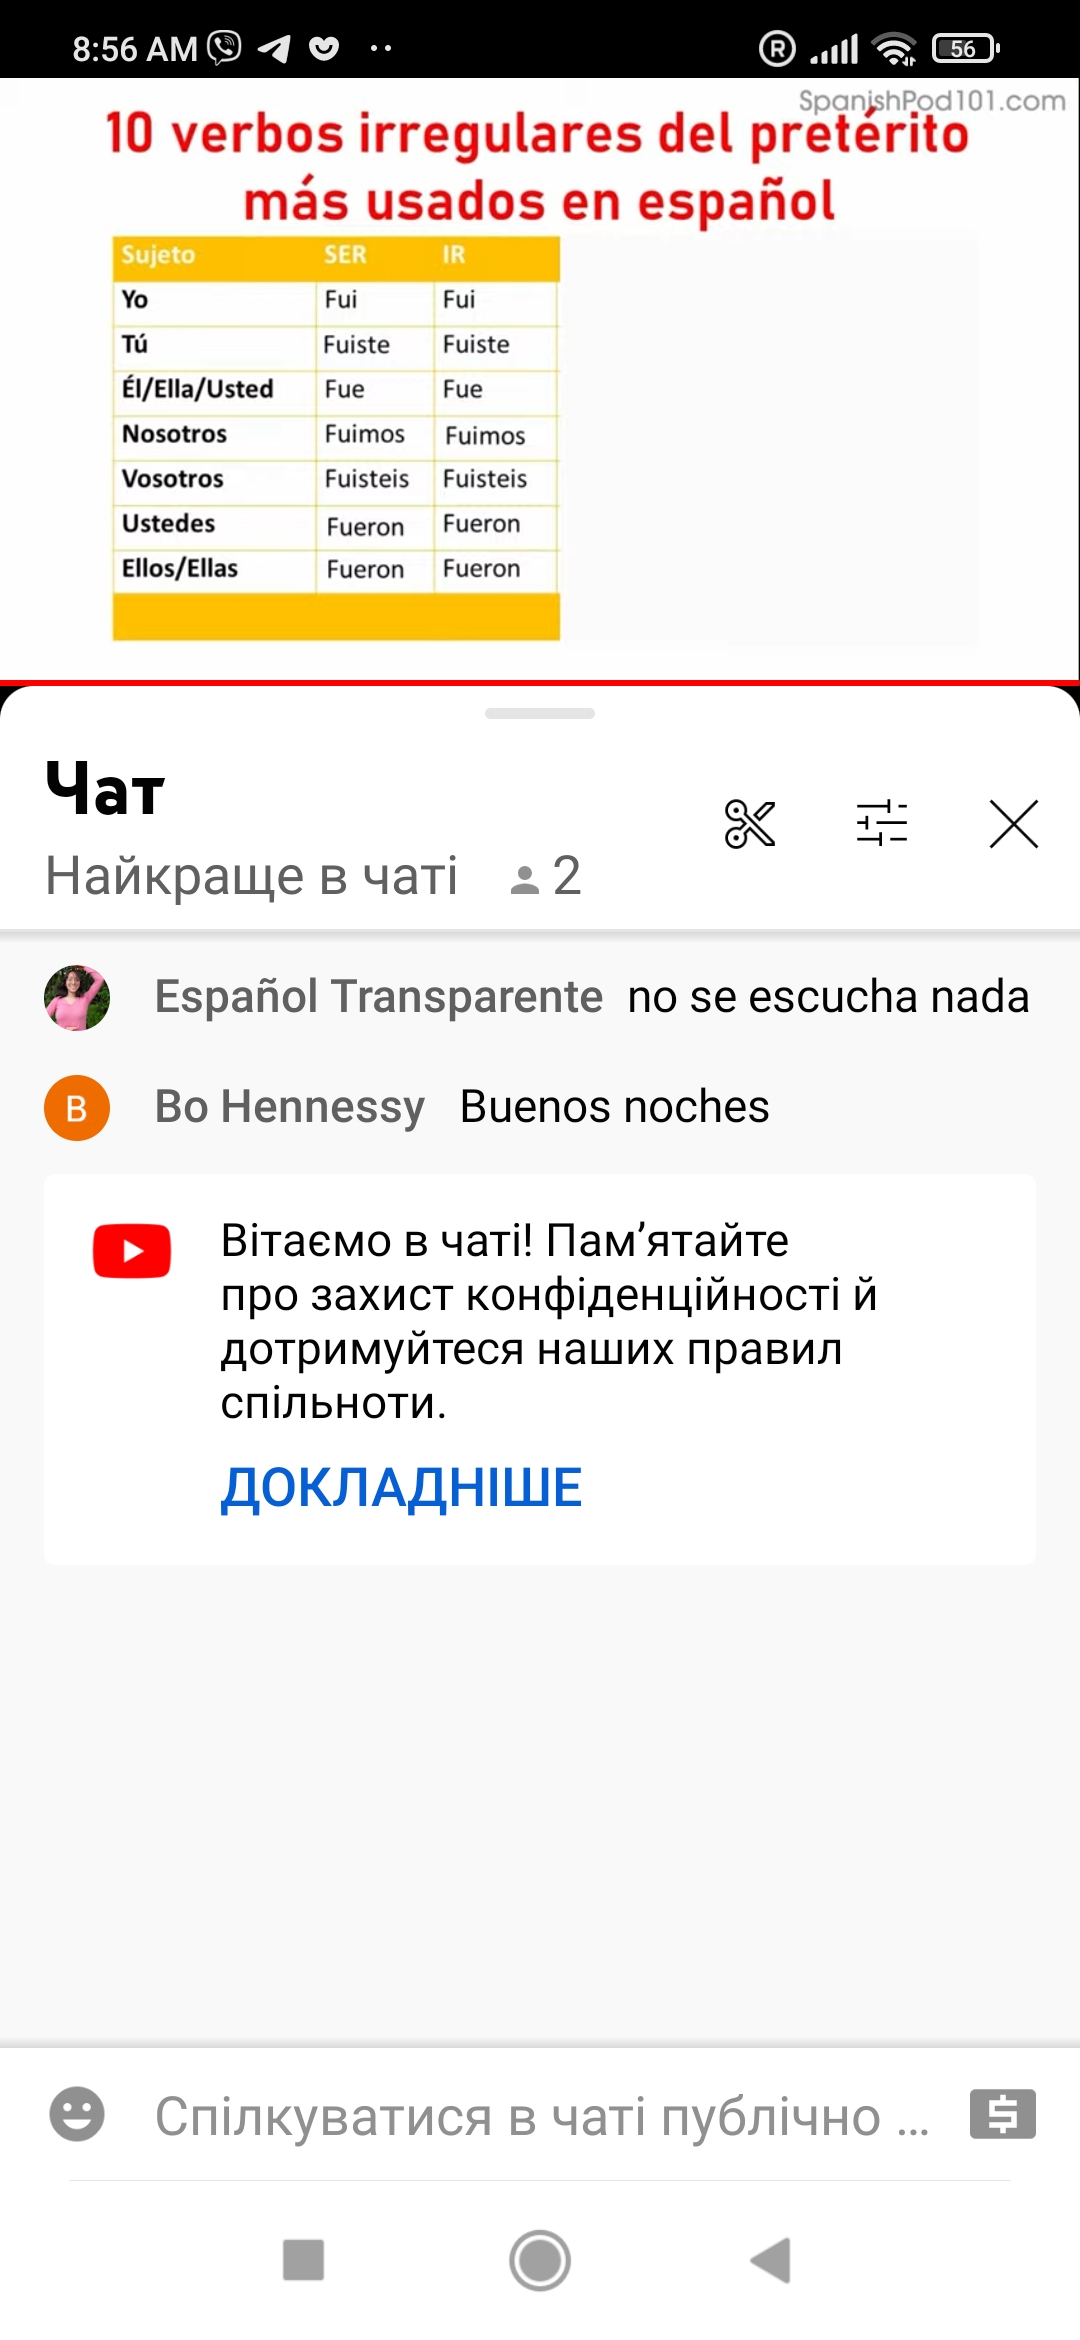 8:56 AM
R
56
SpanishPod101.com
10 verbos irregulares del pretérito
más usados en español
Sujeto SER IR
Yo Fui Fui
Tú Fuiste Fuiste
Él/Ella/Usted Fue Fue
Nosotros Fuimos Fuimos
Vosotros Fuisteis Fuisteis
Ustedes Fueron Fueron
Ellos/Ellas Fueron Fueron
Чат
Найкраще в чаті 2
Español Transparente no se escucha nada
B Bo Hennessy Buenos noches
Вітаємо в чаті! Пам’ятайте
про захист конфіденційності й
дотримуйтеся наших правил
спільноти.
ДОКЛАДНІШЕ
Спілкуватися в чаті публічно ...
$